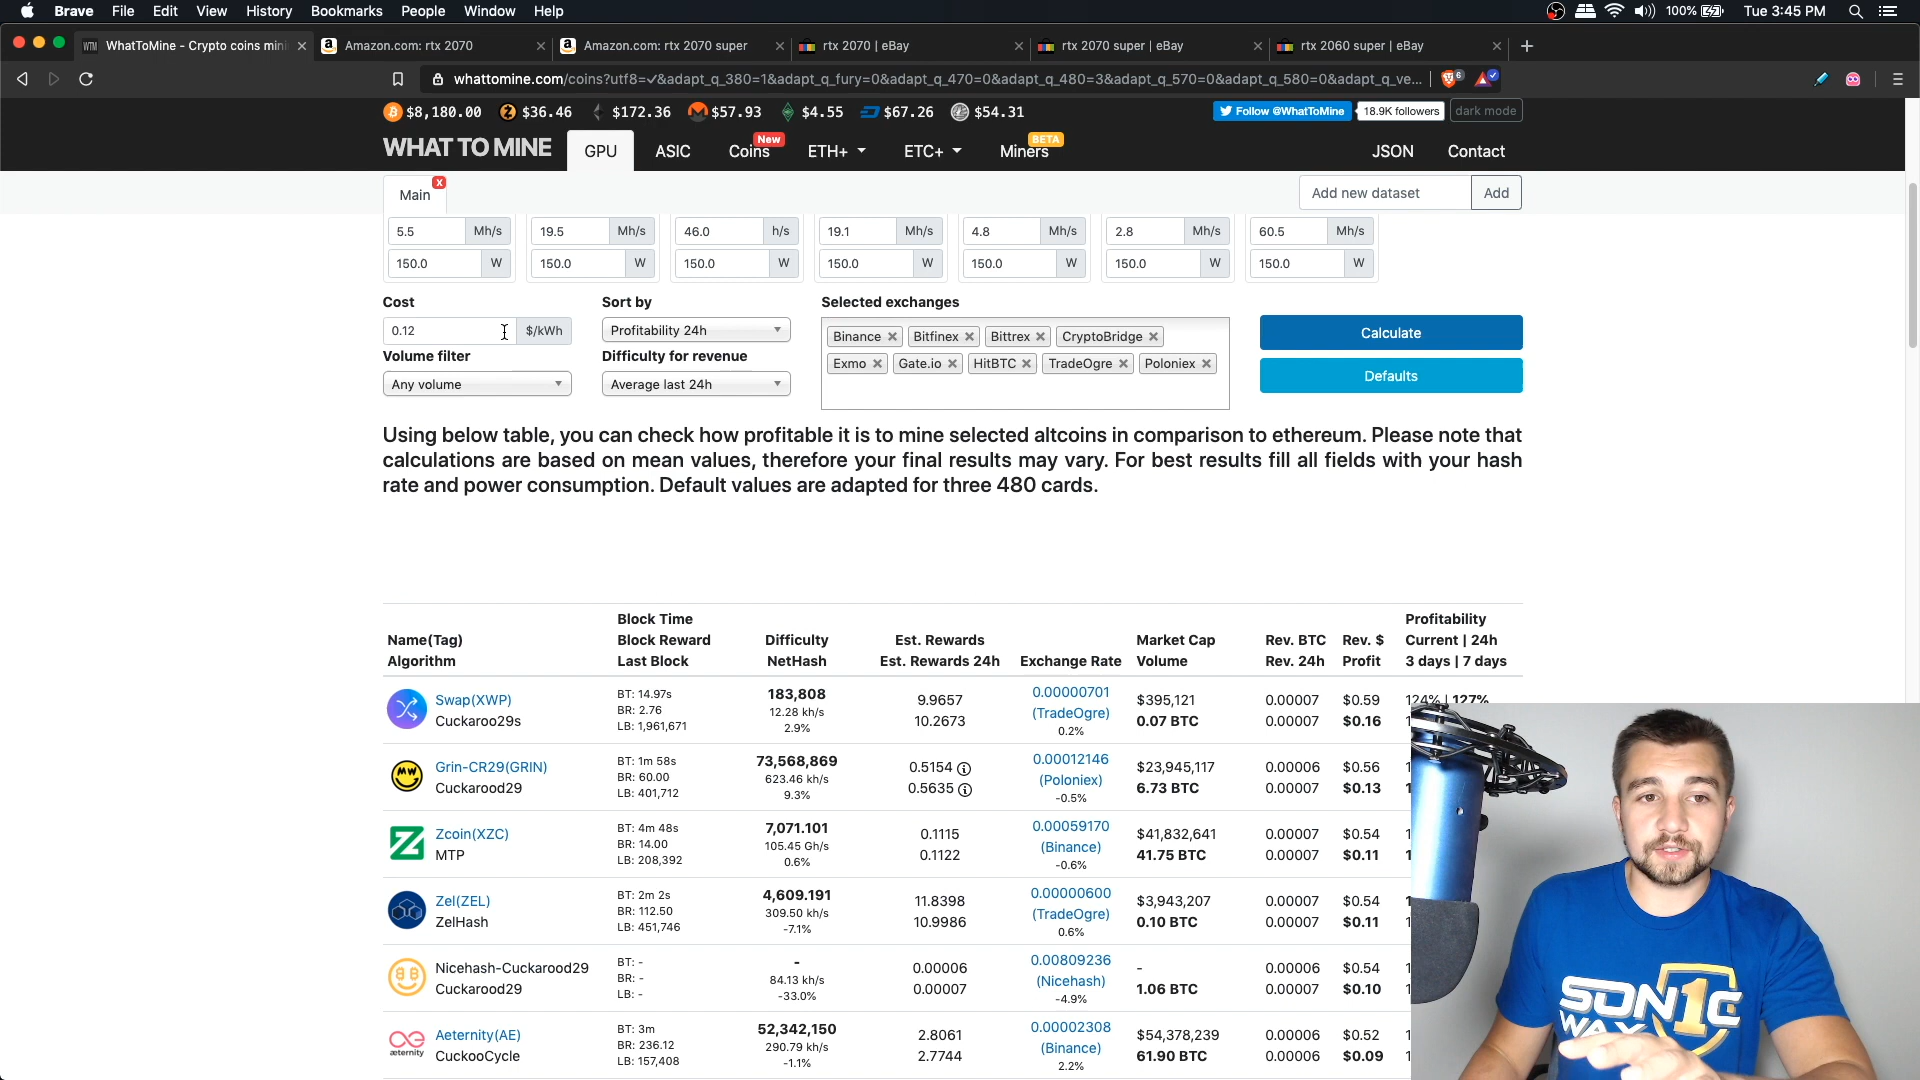 Brave File Edit View History Bookmarks People Window Help 100% Tue 3:45 PM
WTM WhatToMine - Crypto coins mini
Amazon.com: rtx 2070
Amazon.com: rtx 2070 super
rtx 2070 | eBay
rtx 2070 super | eBay
rtx 2060 super | eBay
whattomine.com/coins?utf8=✓&adapt_q_380=1&adapt_q_fury=0&adapt_q_470=0&adapt_q_480=3&adapt_q_570=0&adapt_q_580=0&adapt_q_ve... 6
$8,180.00 $36.46 $172.36 $57.93 $4.55 $67.26 $54.31 Follow @WhatToMine 18.9K followers dark mode
WHAT TO MINE GPU ASIC Coins New ETH+ ETC+ Miners BETA JSON Contact
Main x Add new dataset Add
5.5 Mh/s 19.5 Mh/s 46.0 h/s 19.1 Mh/s 4.8 Mh/s 2.8 Mh/s 60.5 Mh/s
150.0 W 150.0 W 150.0 W 150.0 W 150.0 W 150.0 W 150.0 W
Cost Sort by Selected exchanges
0.12 $/kWh Profitability 24h Binance Bitfinex Bittrex CryptoBridge Calculate
Volume filter Difficulty for revenue Exmo Gate.io HitBTC TradeOgre Poloniex
Any volume Average last 24h Defaults
Using below table, you can check how profitable it is to mine selected altcoins in comparison to ethereum. Please note that
calculations are based on mean values, therefore your final results may vary. For best results fill all fields with your hash
rate and power consumption. Default values are adapted for three 480 cards.
Block Time Profitability
Name(Tag) Block Reward Difficulty Est. Rewards Market Cap Rev. BTC Rev. $ Current | 24h
Algorithm Last Block NetHash Est. Rewards 24h Exchange Rate Volume Rev. 24h Profit 3 days | 7 days
Swap(XWP) BT: 14.97s 183,808 9.9657 0.00000701 $395,121 0.00007 $0.59 124% | 127%
Cuckaroo29s BR: 2.76 12.28 kh/s 10.2673 (TradeOgre) 0.07 BTC 0.00007 $0.16 1
LB: 1,961,671 2.9% 0.2%
Grin-CR29(GRIN) BT: 1m 58s 73,568,869 0.5154 0.00012146 $23,945,117 0.00006 $0.56 1
Cuckarood29 BR: 60.00 623.46 kh/s 0.5635 (Poloniex) 6.73 BTC 0.00007 $0.13 1
LB: 401,712 9.3% -0.5%
Zcoin(XZC) BT: 4m 48s 7,071.101 0.1115 0.00059170 $41,832,641 0.00007 $0.54 1
MTP BR: 14.00 105.45 Gh/s 0.1122 (Binance) 41.75 BTC 0.00007 $0.11 1
LB: 208,392 0.6% -0.6%
Zel(ZEL) BT: 2m 2s 4,609.191 11.8398 0.00000600 $3,943,207 0.00007 $0.54 1
ZelHash BR: 112.50 309.50 kh/s 10.9986 (TradeOgre) 0.10 BTC 0.00007 $0.11 1
LB: 451,746 -7.1% 0.6%
Nicehash-Cuckarood29 BT: - - 0.00006 0.00809236 - 0.00006 $0.54 1
Cuckarood29 BR: - 84.13 kh/s 0.00007 (Nicehash) 1.06 BTC 0.00006 $0.10 1
LB: - -33.0% -4.9%
Aeternity(AE) BT: 3m 52,342,150 2.8061 0.00002308 $54,378,239 0.00006 $0.52 1
CuckooCycle BR: 236.12 290.79 kh/s 2.7744 (Binance) 61.90 BTC 0.00006 $0.09 1
æternity LB: 157,408 -1.1% 2.2%
SON1C
WAX